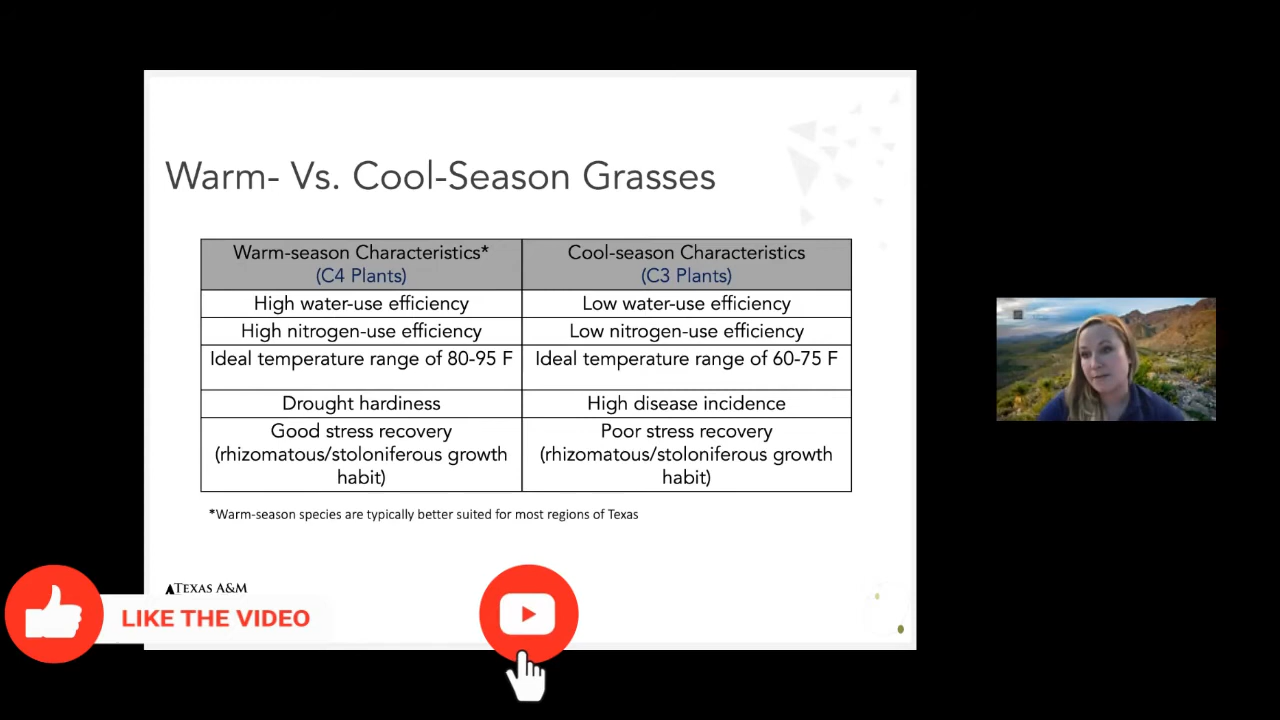 Warm- Vs. Cool-Season Grasses
Warm-season Characteristics*
(C4 Plants)
Cool-season Characteristics
(C3 Plants)
High water-use efficiency
Low water-use efficiency
High nitrogen-use efficiency
Low nitrogen-use efficiency
Ideal temperature range of 80-95 F
Ideal temperature range of 60-75 F
Drought hardiness
High disease incidence
Good stress recovery
(rhizomatous/stoloniferous growth
habit)
Poor stress recovery
(rhizomatous/stoloniferous growth
habit)
*Warm-season species are typically better suited for most regions of Texas
TEXAS A&M
LIKE THE VIDEO